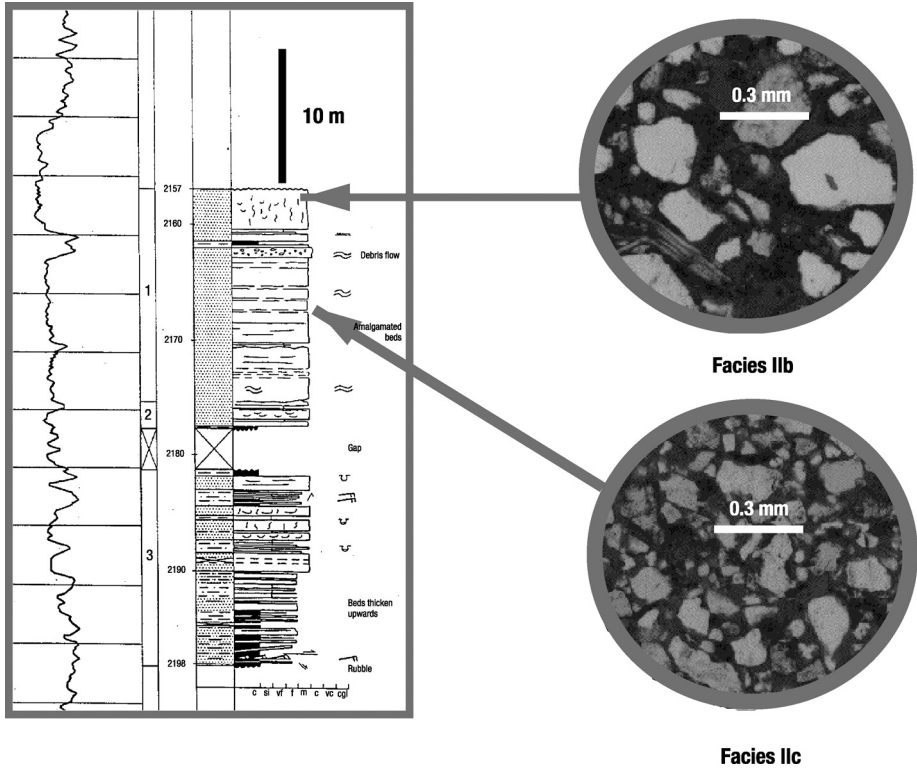 10 m
2157
2160
Debris flow
1
Amalgamated
beds
2170
2
Gap
2180
3
2190
Beds thicken
upwards
2198
Rubble
c si vf f m c vc cgl
0.3 mm
Facies IIb
0.3 mm
Facies IIc